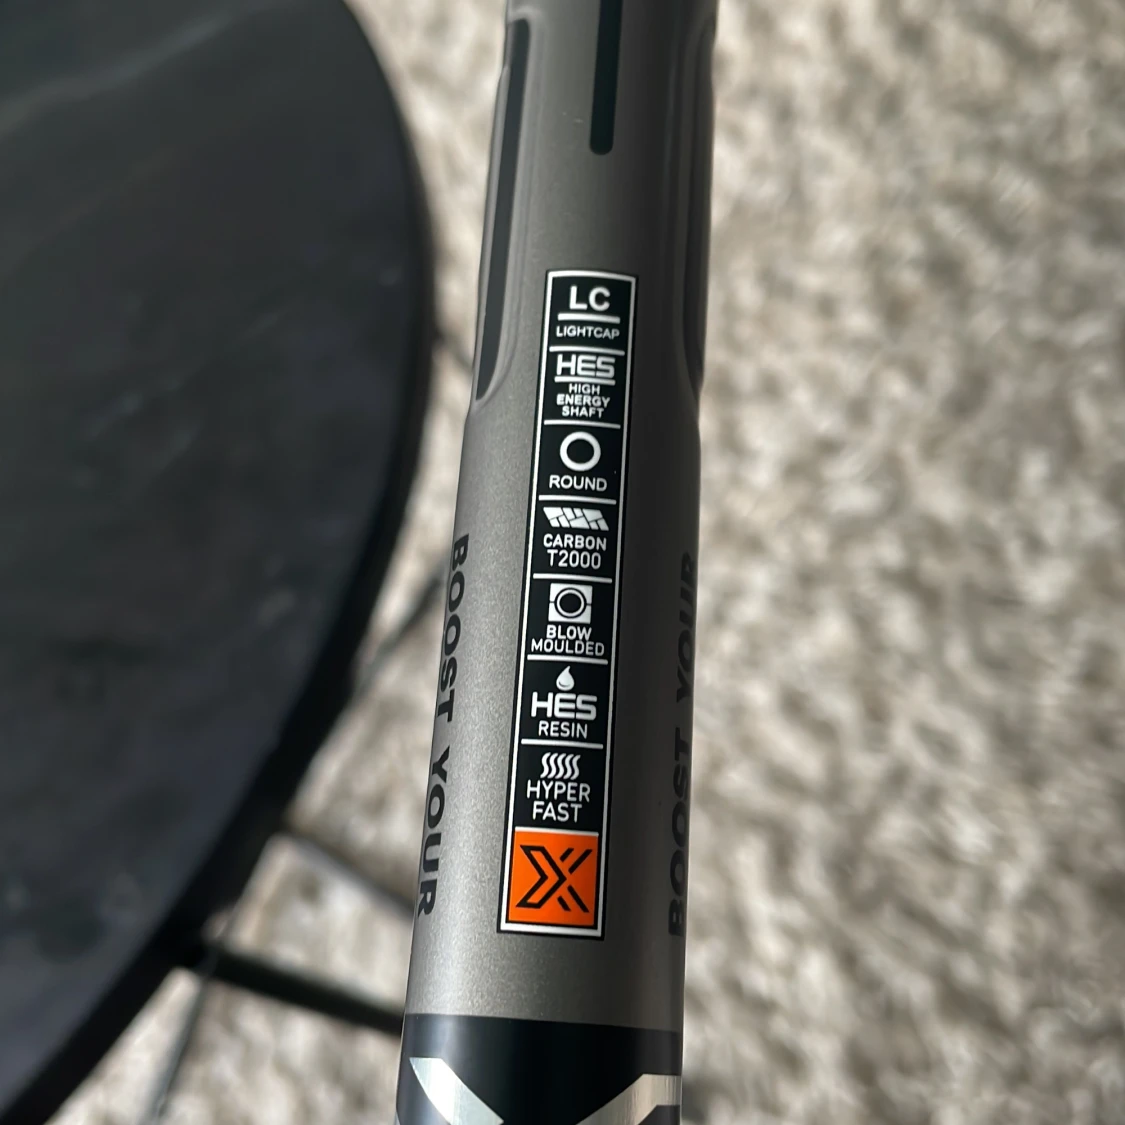 LC
LIGHTCAP
HES
HIGH
ENERGY
SHAFT
ROUND
CARBON
T2000
BLOW
MOULDED
HES
RESIN
HYPER
FAST
X
BOOST YOUR
BOOST YOUR